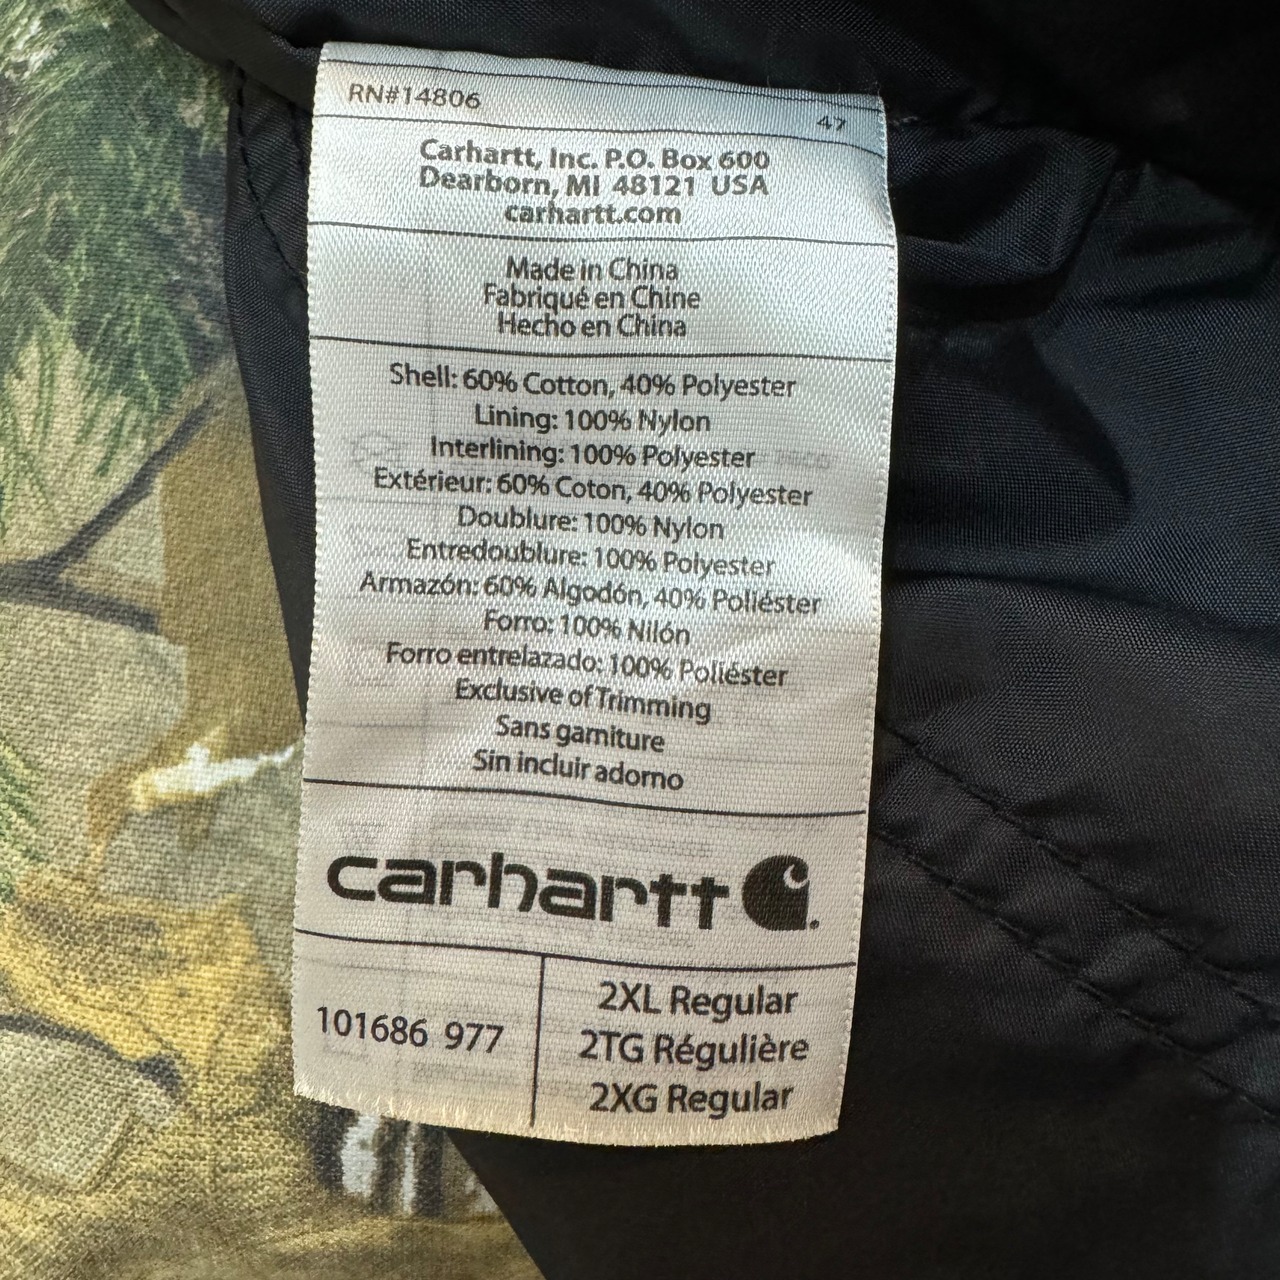 RN#14806
47
Carhartt, Inc. P.O. Box 600
Dearborn, MI 48121 USA
carhartt.com
Made in China
Fabriqué en Chine
Hecho en China
Shell: 60% Cotton, 40% Polyester
Lining: 100% Nylon
Interlining: 100% Polyester
Extérieur: 60% Coton, 40% Polyester
Doublure: 100% Nylon
Entredoublure: 100% Polyester
Armazón: 60% Algodón, 40% Poliéster
Forro: 100% Nilón
Forro entrelazado: 100% Poliéster
Exclusive of Trimming
Sans garniture
Sin incluir adorno
carhartt
101686 977
2XL Regular
2TG Régulière
2XG Regular